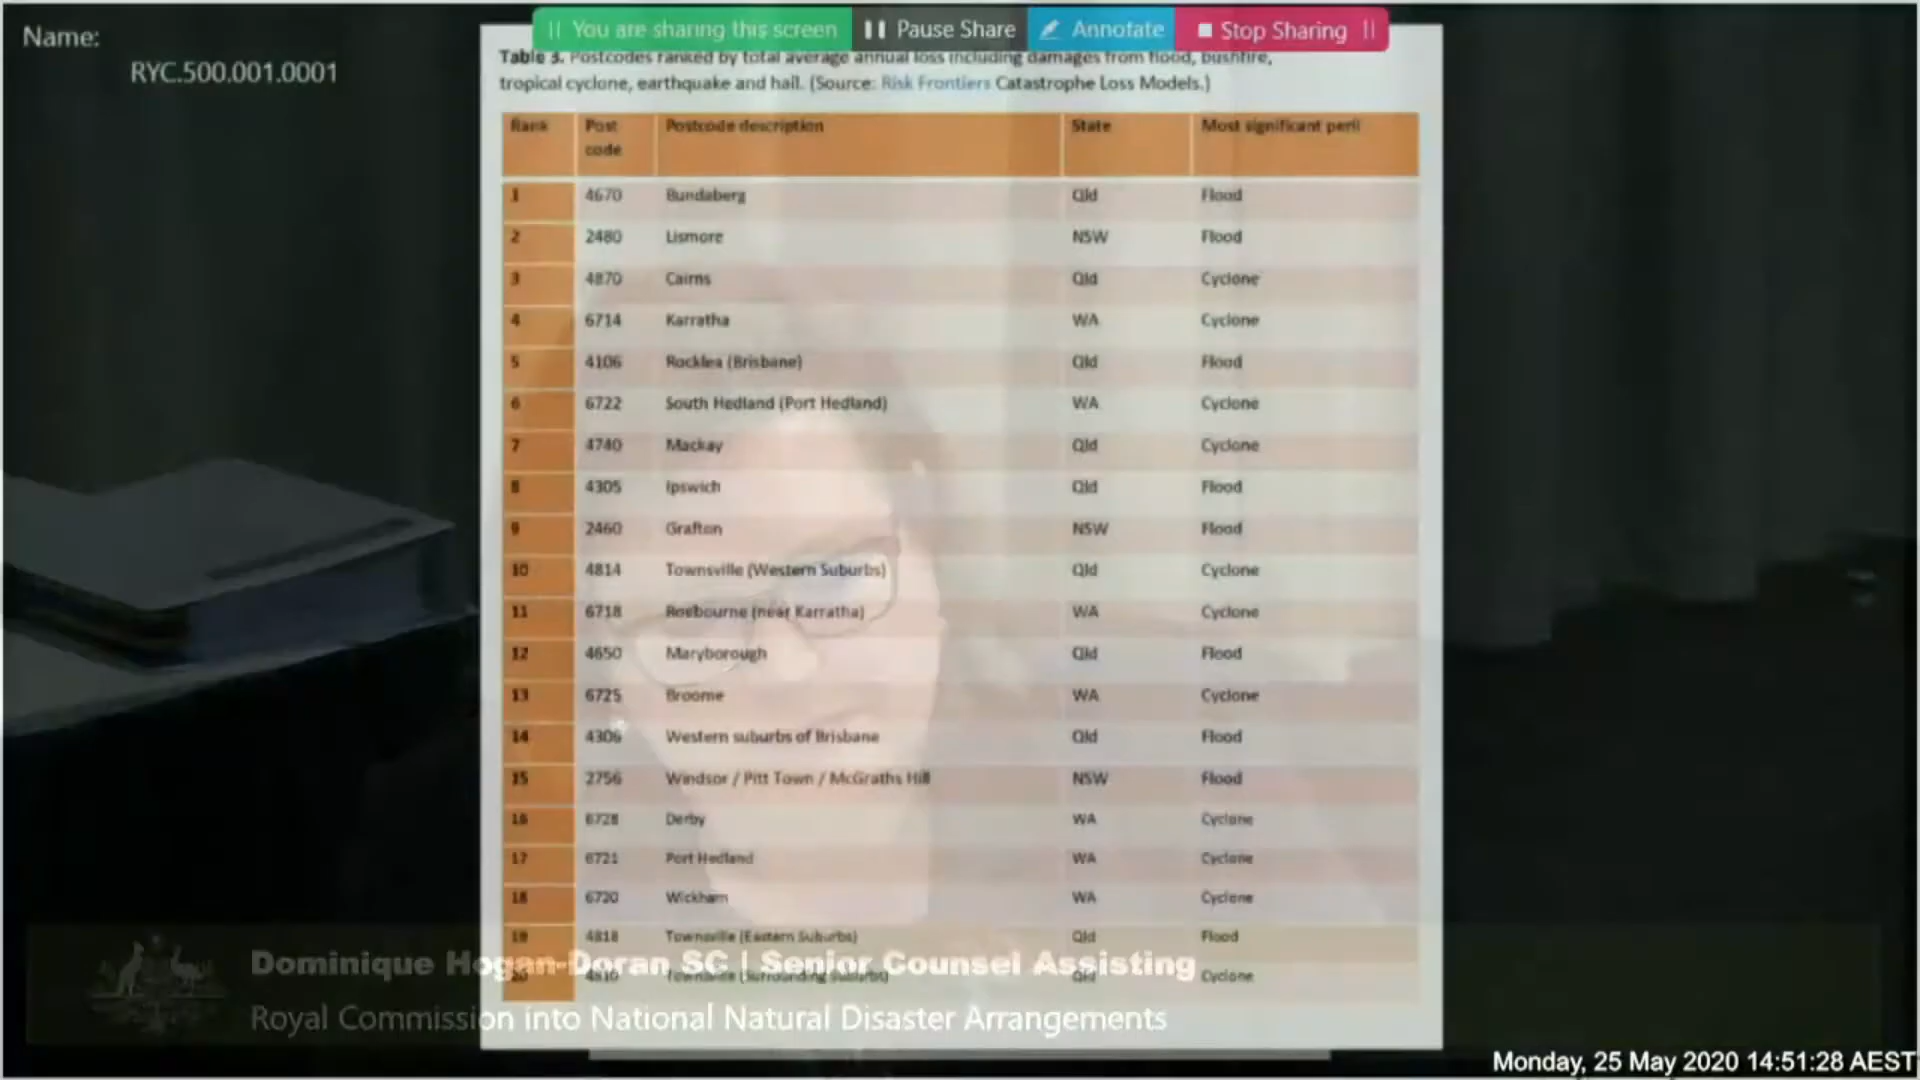 Name:
RYC.500.001.0001
You are sharing this screen Pause Share Annotate Stop Sharing
Table 3. Postcodes ranked by total average annual loss including damages from flood, bushfire,
tropical cyclone, earthquake and hail. (Source: Risk Frontiers Catastrophe Loss Models.)
Rank Post code Postcode description State Most significant peril
1 4670 Bundaberg Qld Flood
2 2480 Lismore NSW Flood
3 4870 Cairns Qld Cyclone
4 6714 Karratha WA Cyclone
5 4106 Rocklea (Brisbane) Qld Flood
6 6722 South Hedland (Port Hedland) WA Cyclone
7 4740 Mackay Qld Cyclone
8 4305 Ipswich Qld Flood
9 2460 Grafton NSW Flood
10 4814 Townsville (Western Suburbs) Qld Cyclone
11 6718 Roebourne (near Karratha) WA Cyclone
12 4650 Maryborough Qld Flood
13 6725 Broome WA Cyclone
14 4306 Western suburbs of Brisbane Qld Flood
15 2756 Windsor / Pitt Town / McGraths Hill NSW Flood
16 6728 Derby WA Cyclone
17 6721 Port Hedland WA Cyclone
18 6720 Wickham WA Cyclone
19 4818 Townsville (Eastern Suburbs) Qld Flood
20 4810 Townsville (Surrounding Suburbs) Qld Cyclone
Dominique Hogan-Doran SC | Senior Counsel Assisting
Royal Commission into National Natural Disaster Arrangements
Monday, 25 May 2020 14:51:28 AEST